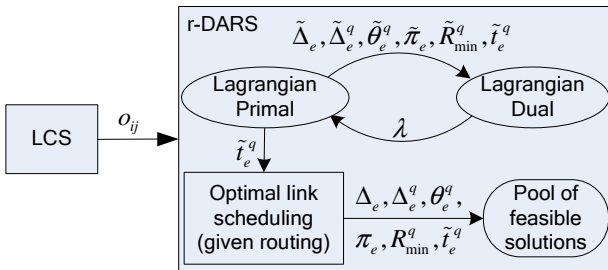 r-DARS
Δ̃_e, Δ̃_e^q, θ̃_e^q, π̃_e, R̃_min^q, t̃_e^q
Lagrangian
Primal
Lagrangian
Dual
λ
LCS
o_ij
t̃_e^q
Optimal link
scheduling
(given routing)
Δ_e, Δ_e^q, θ_e^q,
π_e, R_min^q, t̃_e^q
Pool of
feasible
solutions